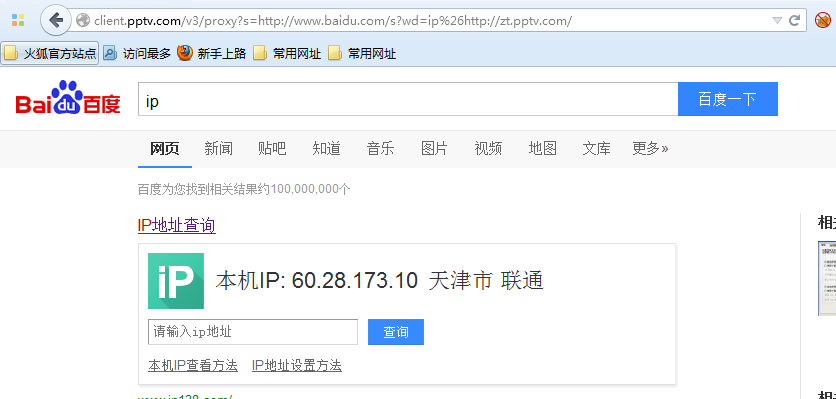 client.pptv.com/v3/proxy?s=http://www.baidu.com/s?wd=ip%26http://zt.pptv.com/
火狐官方站点 访问最多 新手上路 常用网址 常用网址
Bai du 百度 ip 百度一下
网页 新闻 贴吧 知道 音乐 图片 视频 地图 文库 更多»
百度为您找到相关结果约100,000,000个
IP地址查询 相关
iP 本机IP: 60.28.173.10 天津市 联通
请输入ip地址 查询
本机IP查看方法 IP地址设置方法
www.ip138.com/